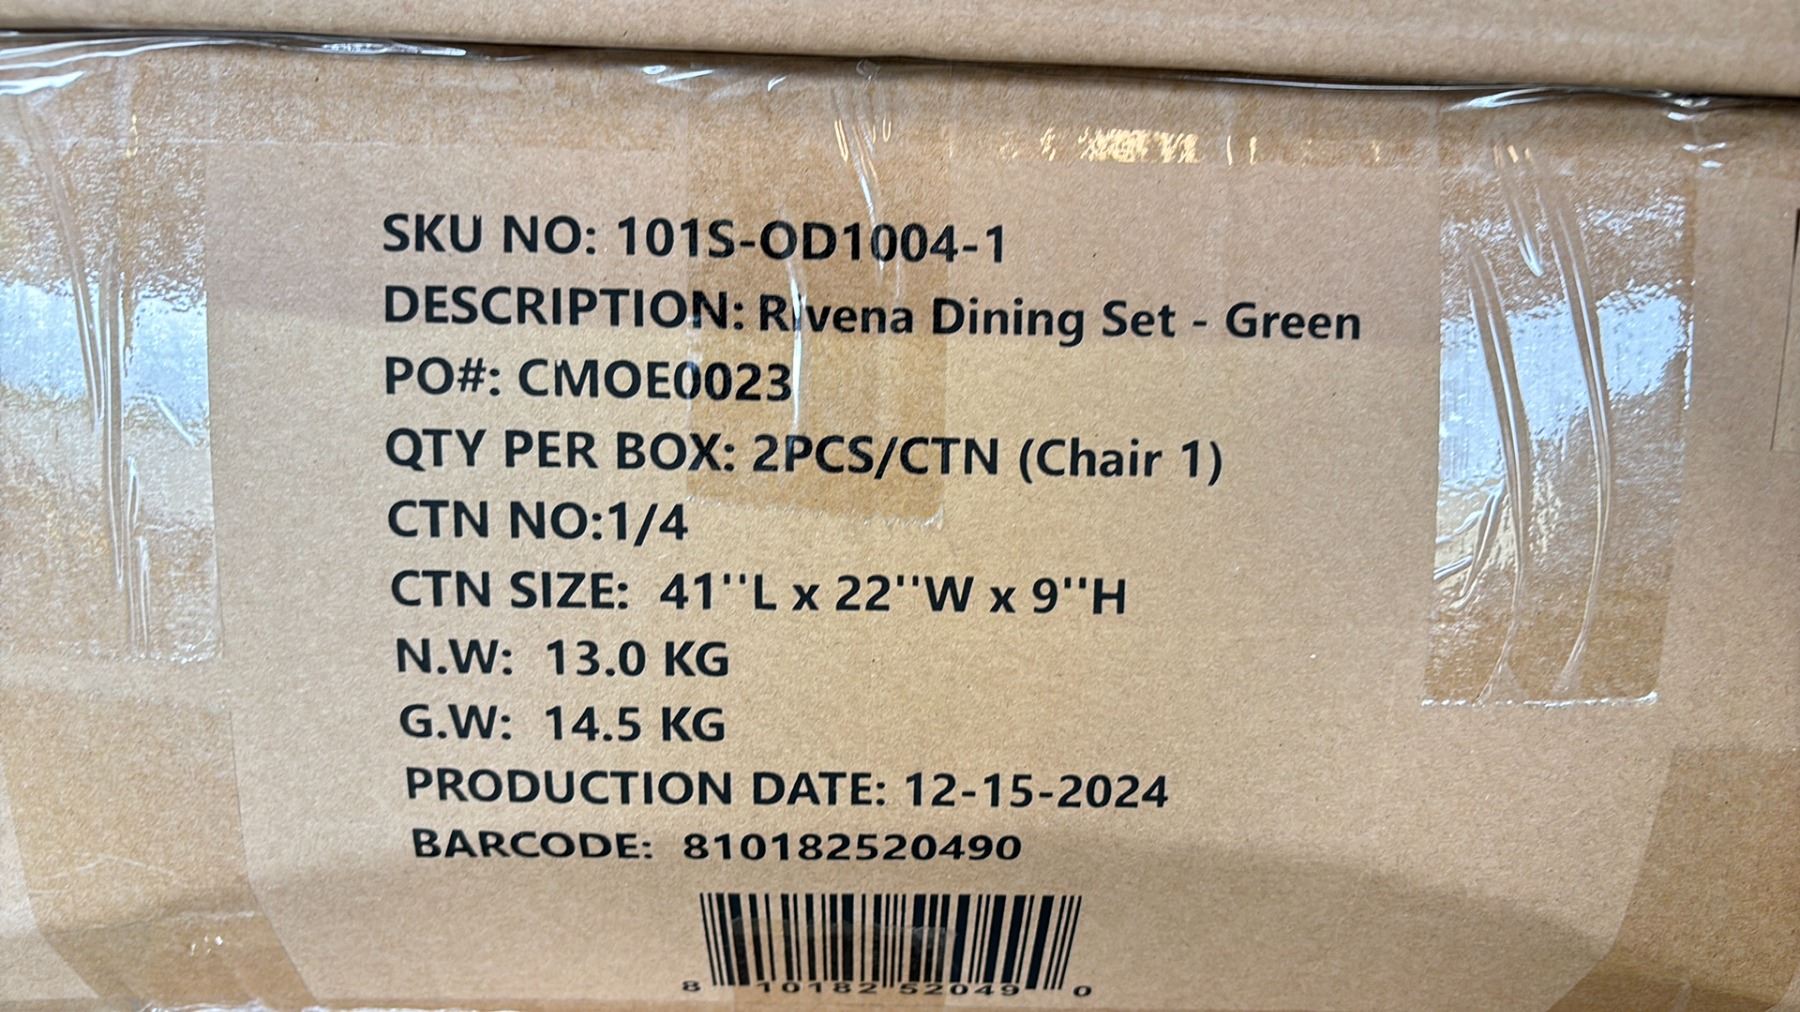 SKU NO: 101S-OD1004-1
DESCRIPTION: Rivena Dining Set - Green
PO#: CMOE0023
QTY PER BOX: 2PCS/CTN (Chair 1)
CTN NO:1/4
CTN SIZE: 41''L x 22''W x 9''H
N.W: 13.0 KG
G.W: 14.5 KG
PRODUCTION DATE: 12-15-2024
BARCODE: 810182520490
8 10182 52049 0